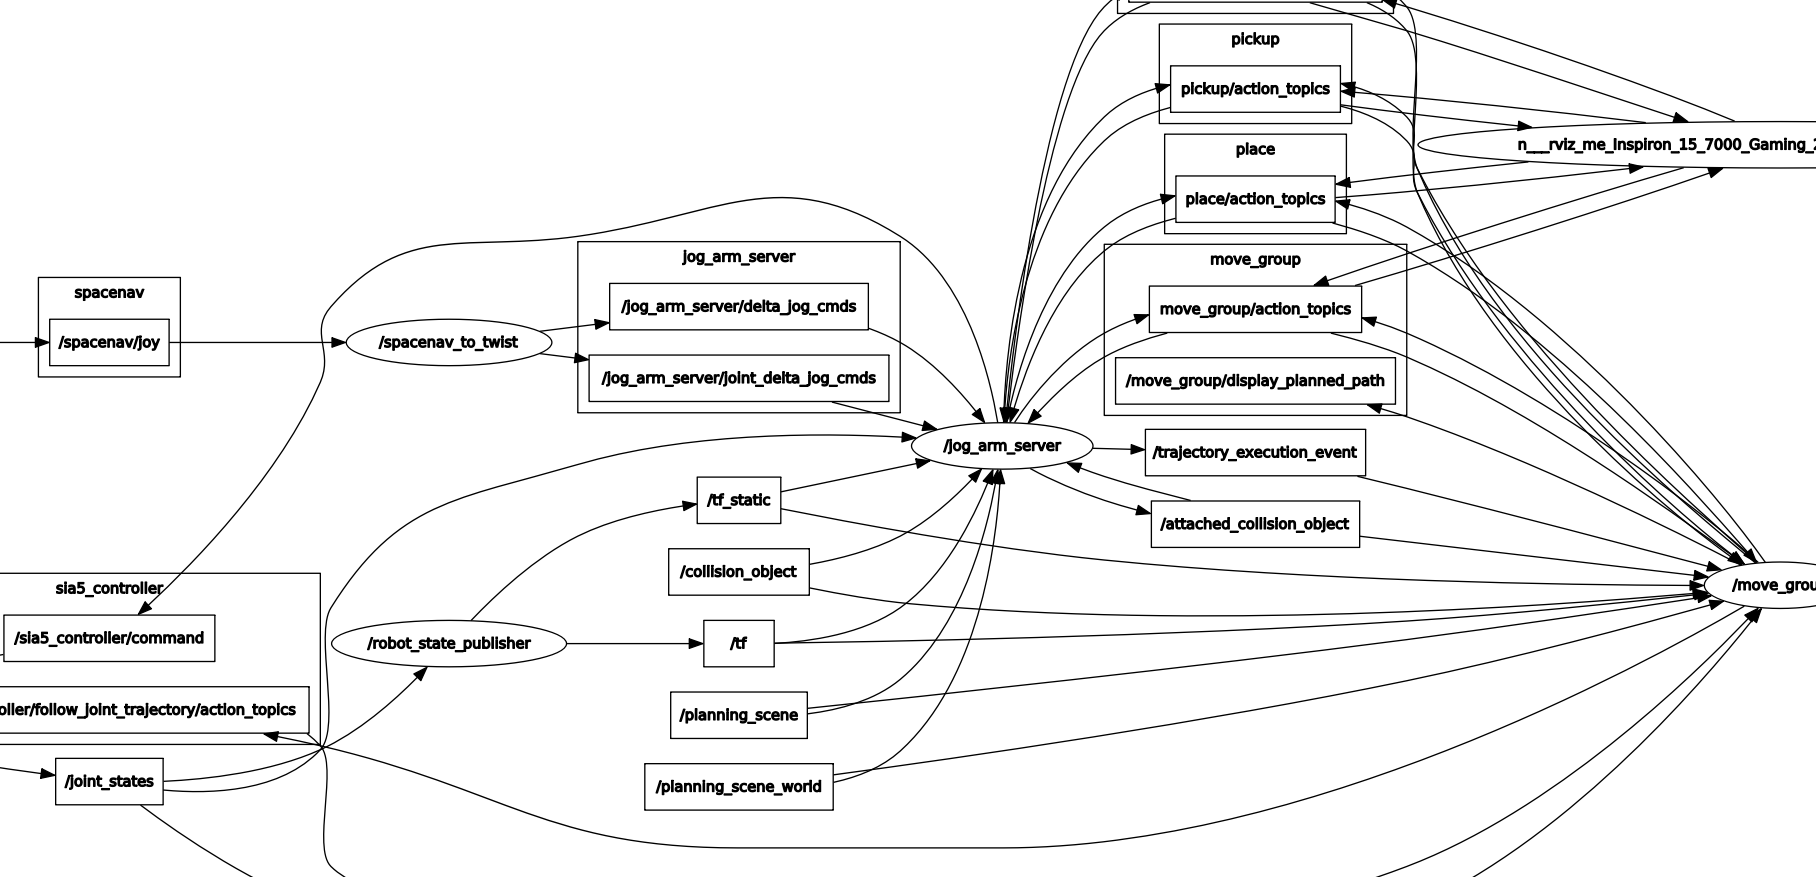 pickup
pickup/action_topics
n___rviz_me_Inspiron_15_7000_Gaming_2
place
place/action_topics
jog_arm_server
move_group
spacenav
/jog_arm_server/delta_jog_cmds
move_group/action_topics
/spacenav/joy
/spacenav_to_twist
/jog_arm_server/joint_delta_jog_cmds
/move_group/display_planned_path
/jog_arm_server
/trajectory_execution_event
/tf_static
/attached_collision_object
/collision_object
sia5_controller
/move_grou
/sia5_controller/command
/robot_state_publisher
/tf
oller/follow_joint_trajectory/action_topics
/planning_scene
/joint_states
/planning_scene_world